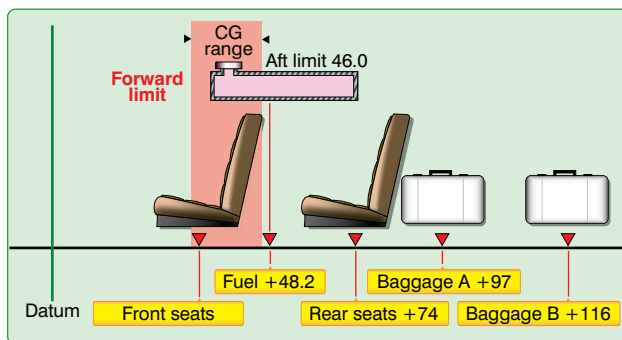 CG
range
Aft limit 46.0
Forward
limit
Fuel +48.2
Baggage A +97
Datum
Front seats
Rear seats +74
Baggage B +116